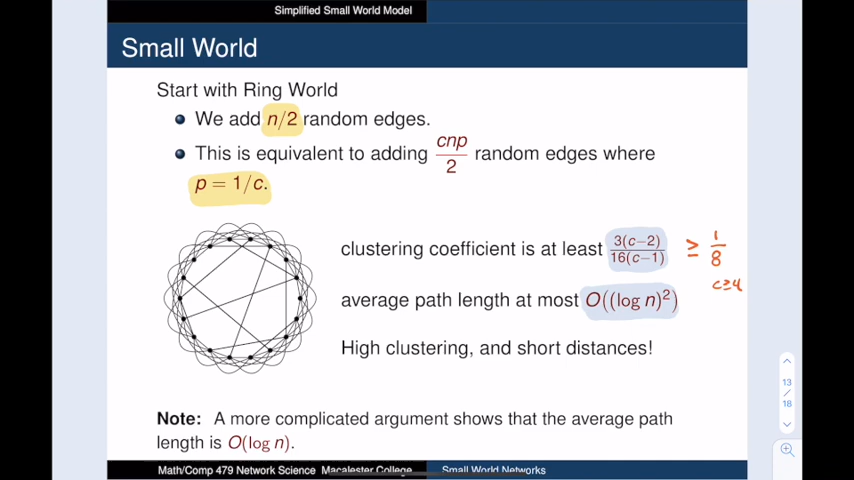 Simplified Small World Model
Small World
Start with Ring World
We add n/2 random edges.
This is equivalent to adding cnp/2 random edges where
p = 1/c.
clustering coefficient is at least 3(c−2)/16(c−1) ≥ 1/8
c≥4
average path length at most O((log n)²)
High clustering, and short distances!
Note: A more complicated argument shows that the average path
length is O(log n).
Math/Comp 479 Network Science Macalester College Small World Networks
13
/
18